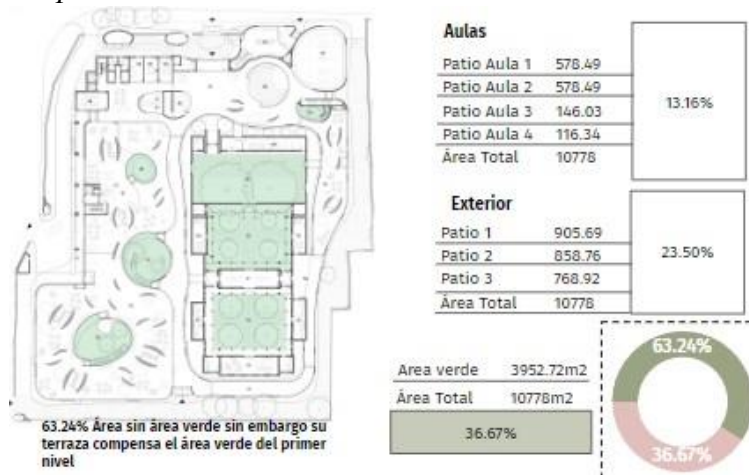 Aulas
Patio Aula 1 578.49
Patio Aula 2 578.49
Patio Aula 3 146.03
Patio Aula 4 116.34
Área Total 10778
13.16%
Exterior
Patio 1 905.69
Patio 2 858.76
Patio 3 768.92
Área Total 10778
23.50%
Area verde 3952.72m2
Área Total 10778m2
36.67%
63.24%
36.67%
63.24% Área sin área verde sin embargo su
terraza compensa el área verde del primer
nivel